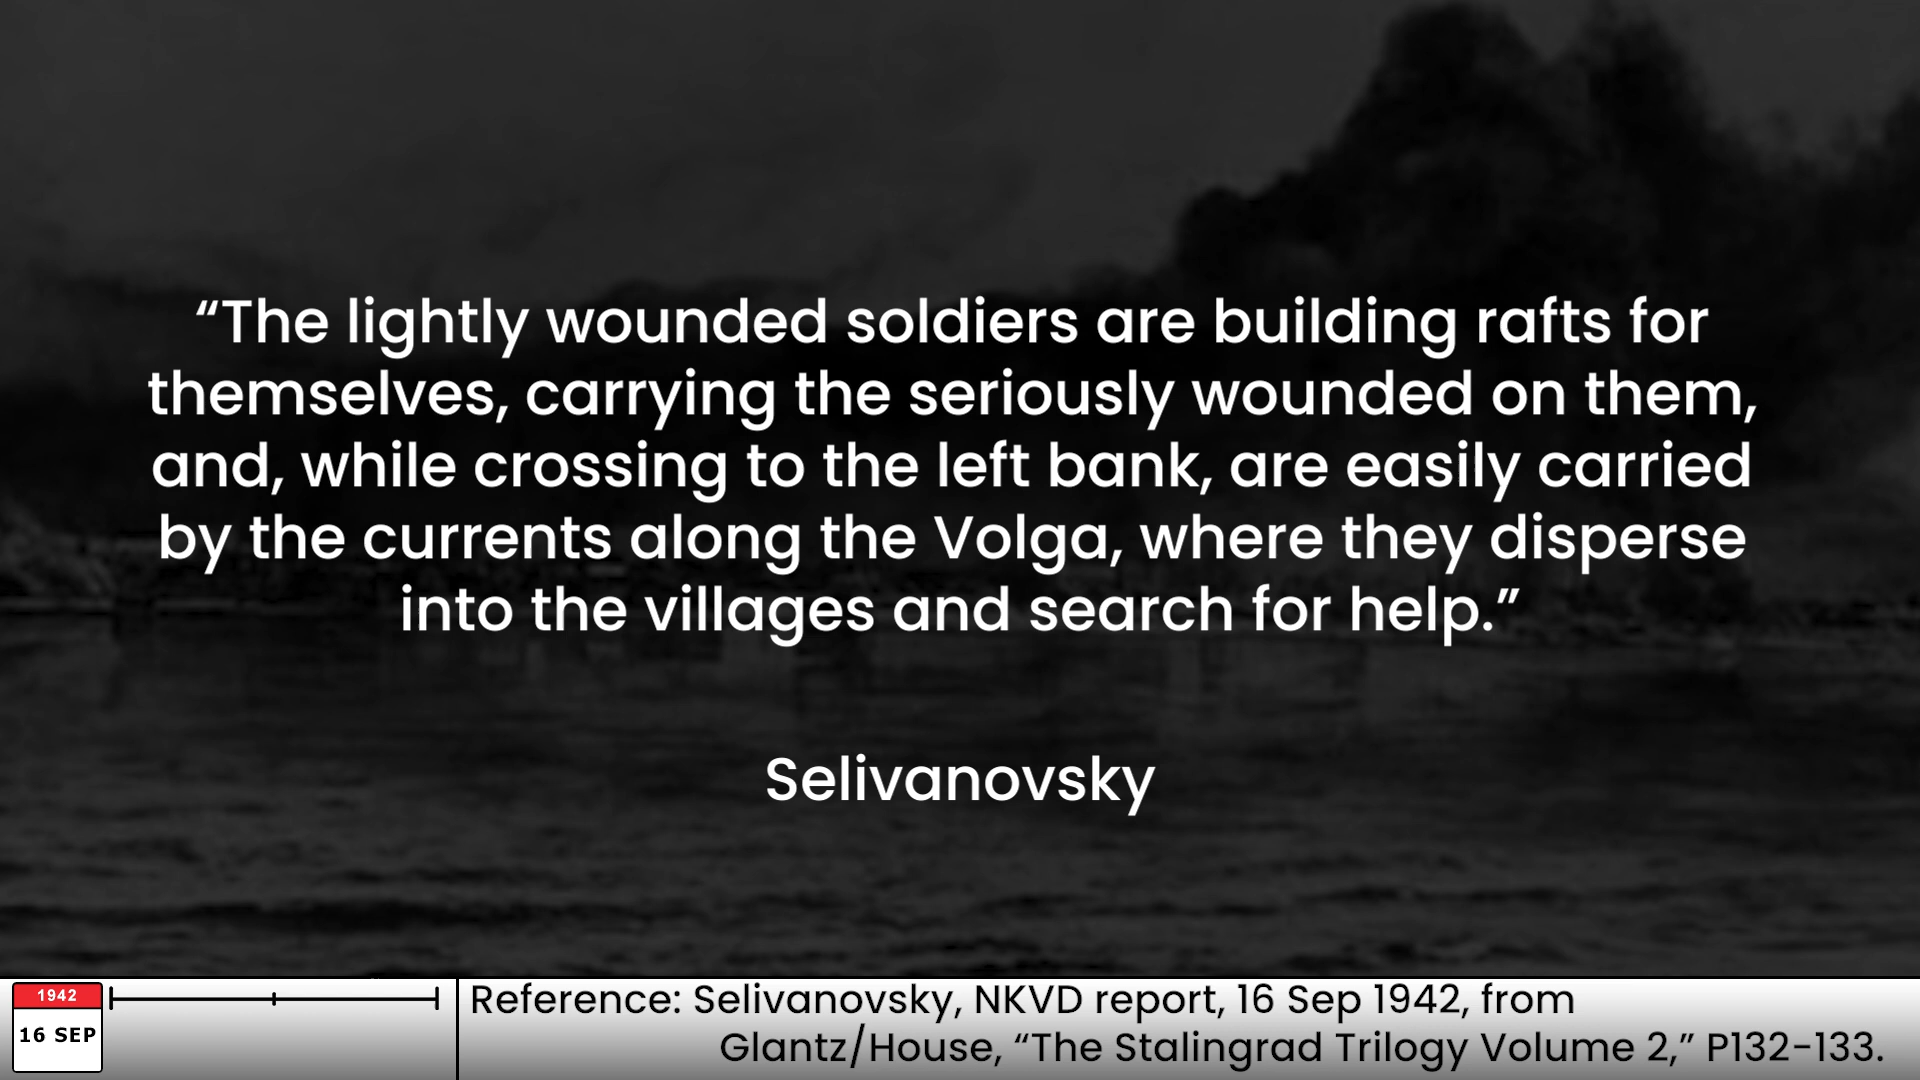 “The lightly wounded soldiers are building rafts for
themselves, carrying the seriously wounded on them,
and, while crossing to the left bank, are easily carried
by the currents along the Volga, where they disperse
into the villages and search for help.”
Selivanovsky
1942
16 SEP
Reference: Selivanovsky, NKVD report, 16 Sep 1942, from
Glantz/House, “The Stalingrad Trilogy Volume 2,” P132-133.